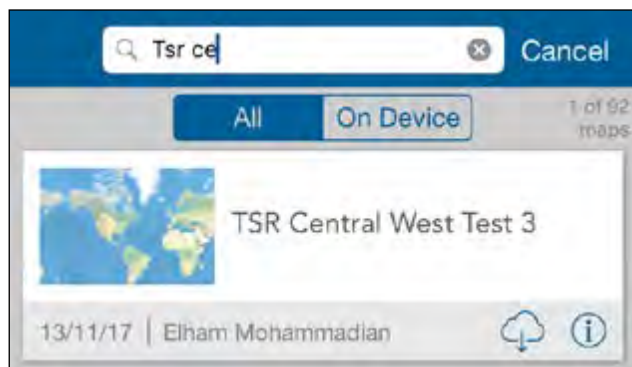 Tsr ce
Cancel
All
On Device
1 of 92
maps
TSR Central West Test 3
13/11/17 | Elham Mohammadian